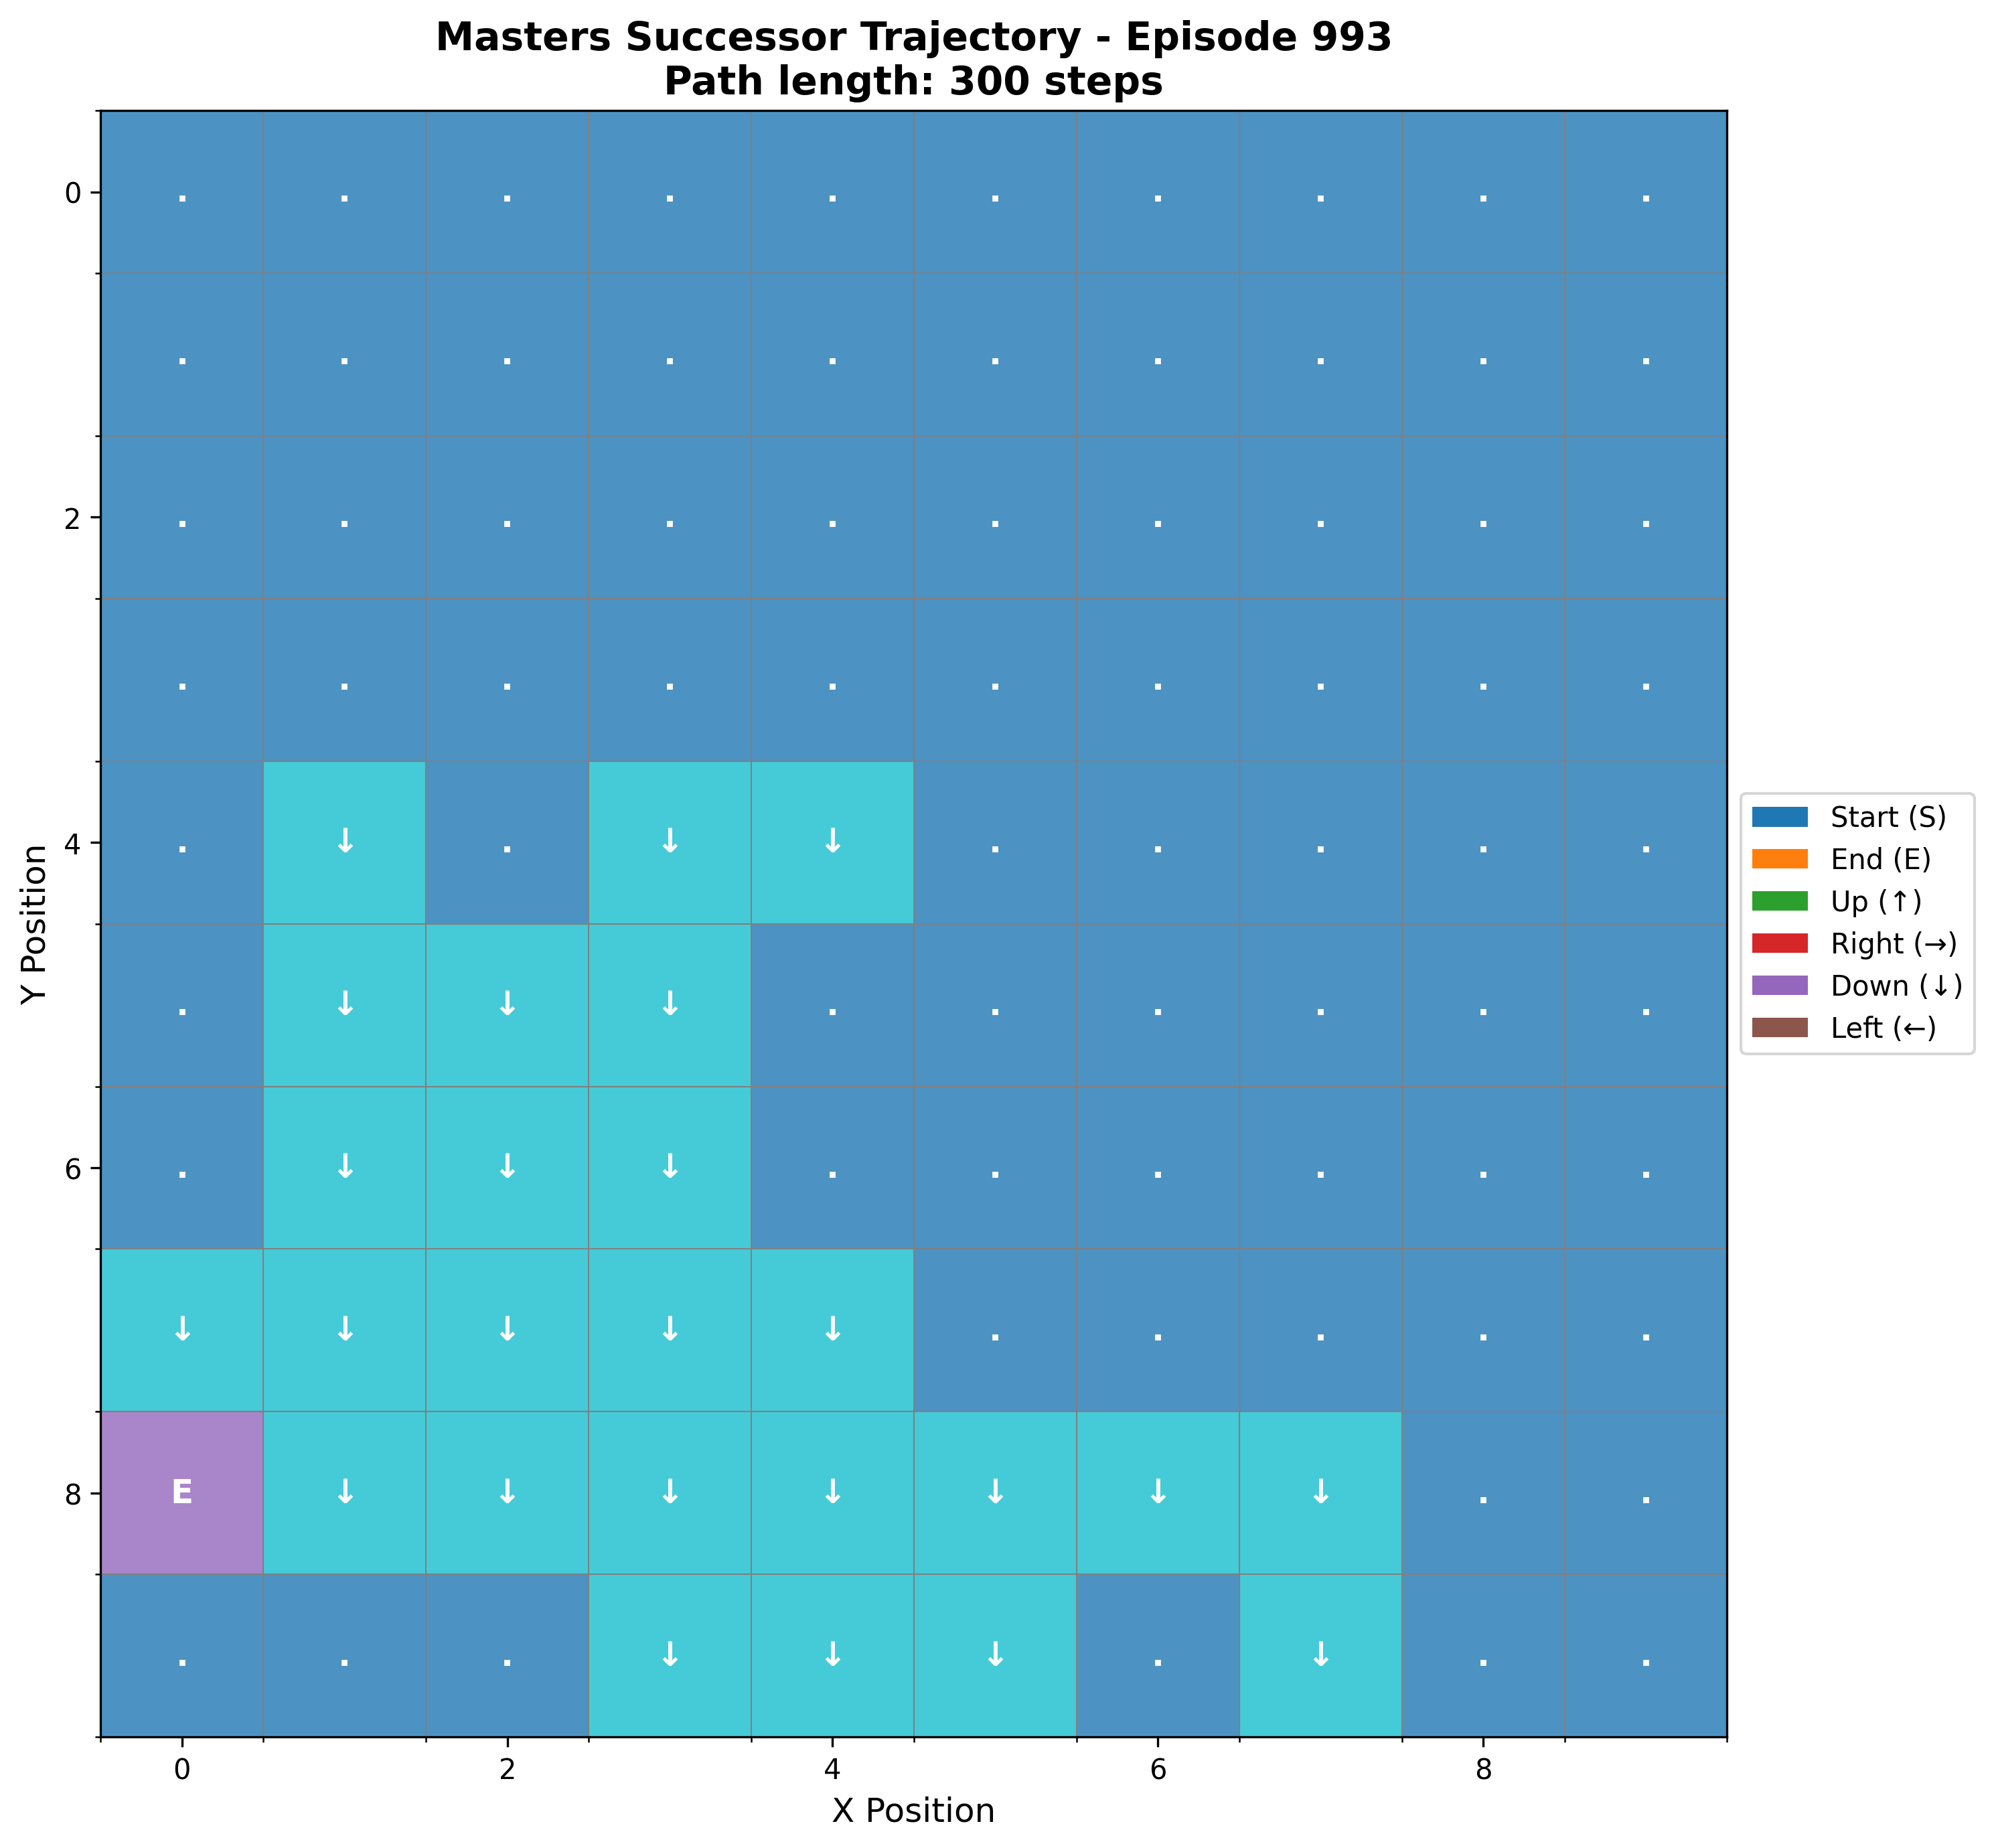 Masters Successor Trajectory - Episode 993
Path length: 300 steps
0 . . . . . . . . . .
. . . . . . . . . .
2 . . . . . . . . . .
. . . . . . . . . .
4 . ↓ . ↓ ↓ . . . . .
. ↓ ↓ ↓ . . . . . .
6 . ↓ ↓ ↓ . . . . . .
↓ ↓ ↓ ↓ ↓ . . . . .
8 E ↓ ↓ ↓ ↓ ↓ ↓ ↓ . .
. . . ↓ ↓ ↓ . ↓ . .
0 2 4 6 8
X Position
Y Position
Start (S)
End (E)
Up (↑)
Right (→)
Down (↓)
Left (←)